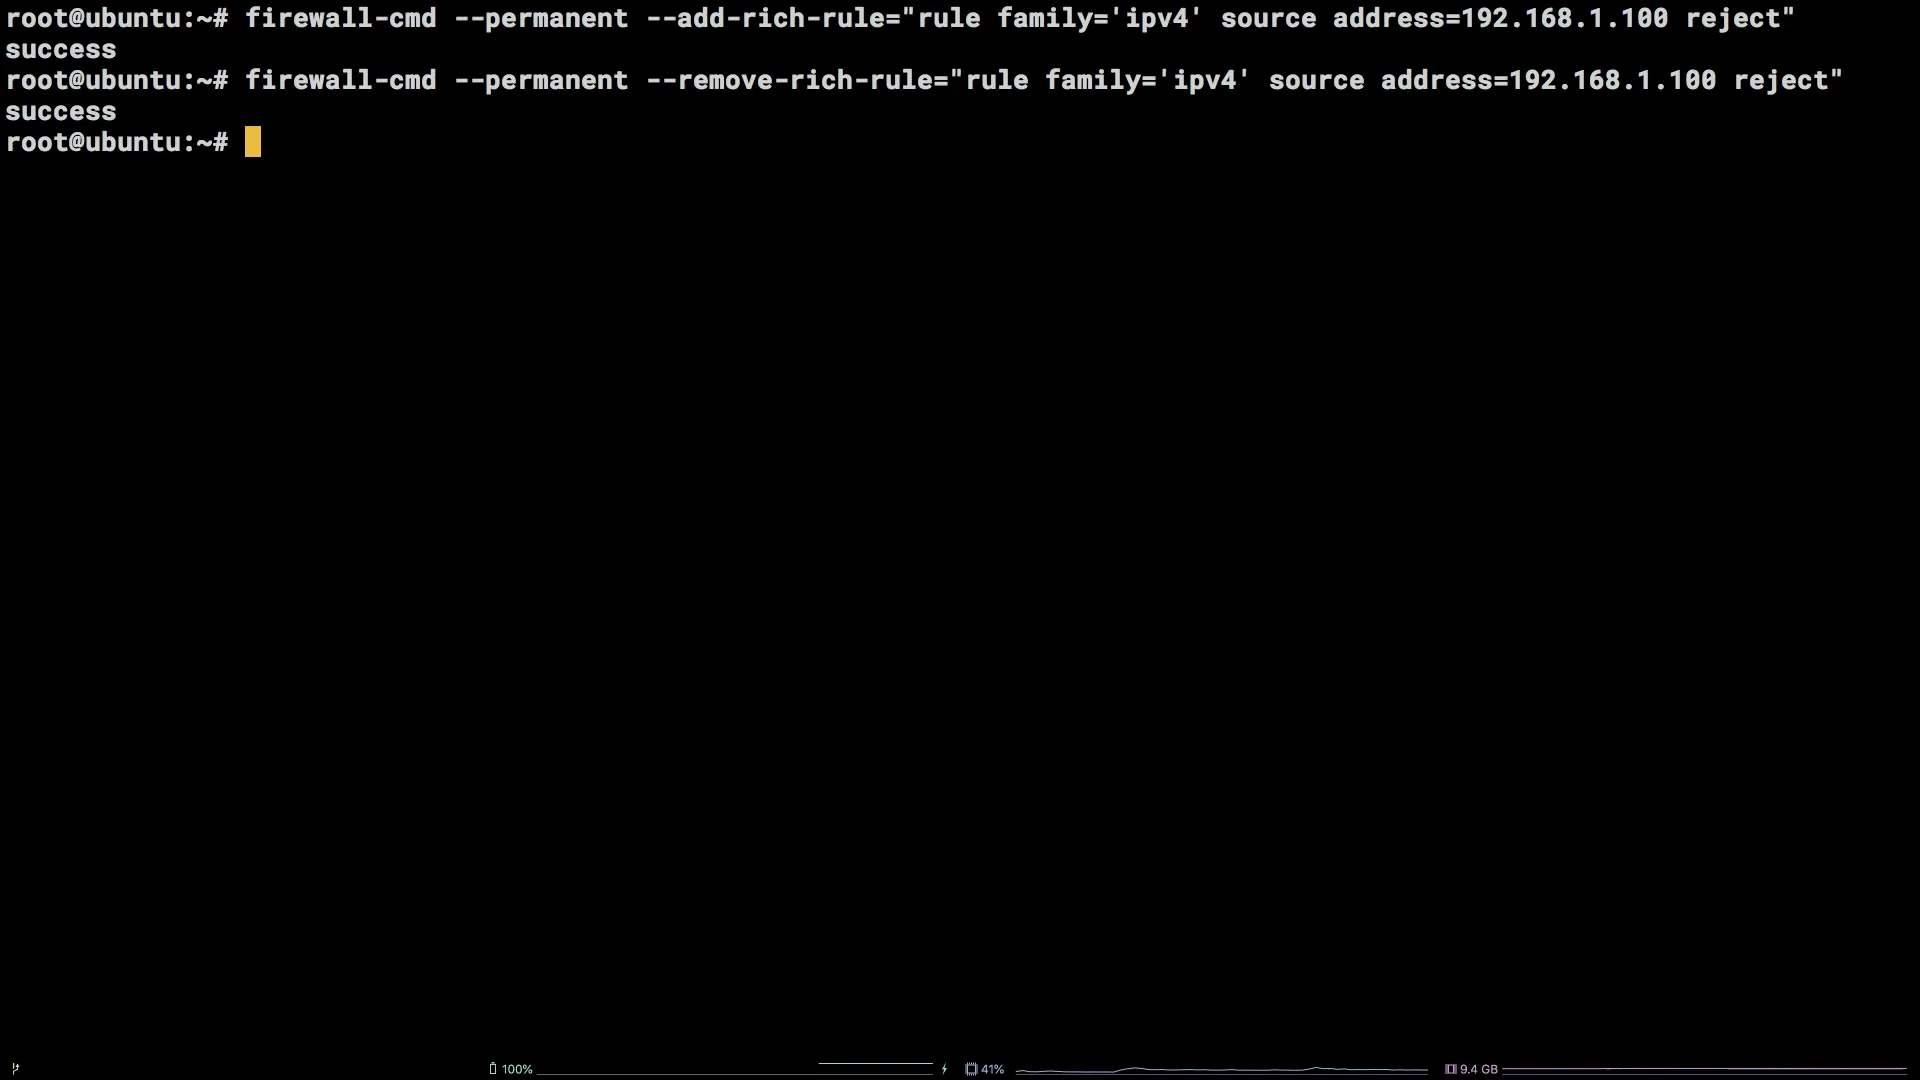 root@ubuntu:~# firewall-cmd --permanent --add-rich-rule="rule family='ipv4' source address=192.168.1.100 reject"
success
root@ubuntu:~# firewall-cmd --permanent --remove-rich-rule="rule family='ipv4' source address=192.168.1.100 reject"
success
root@ubuntu:~#
100% 41% 9.4 GB